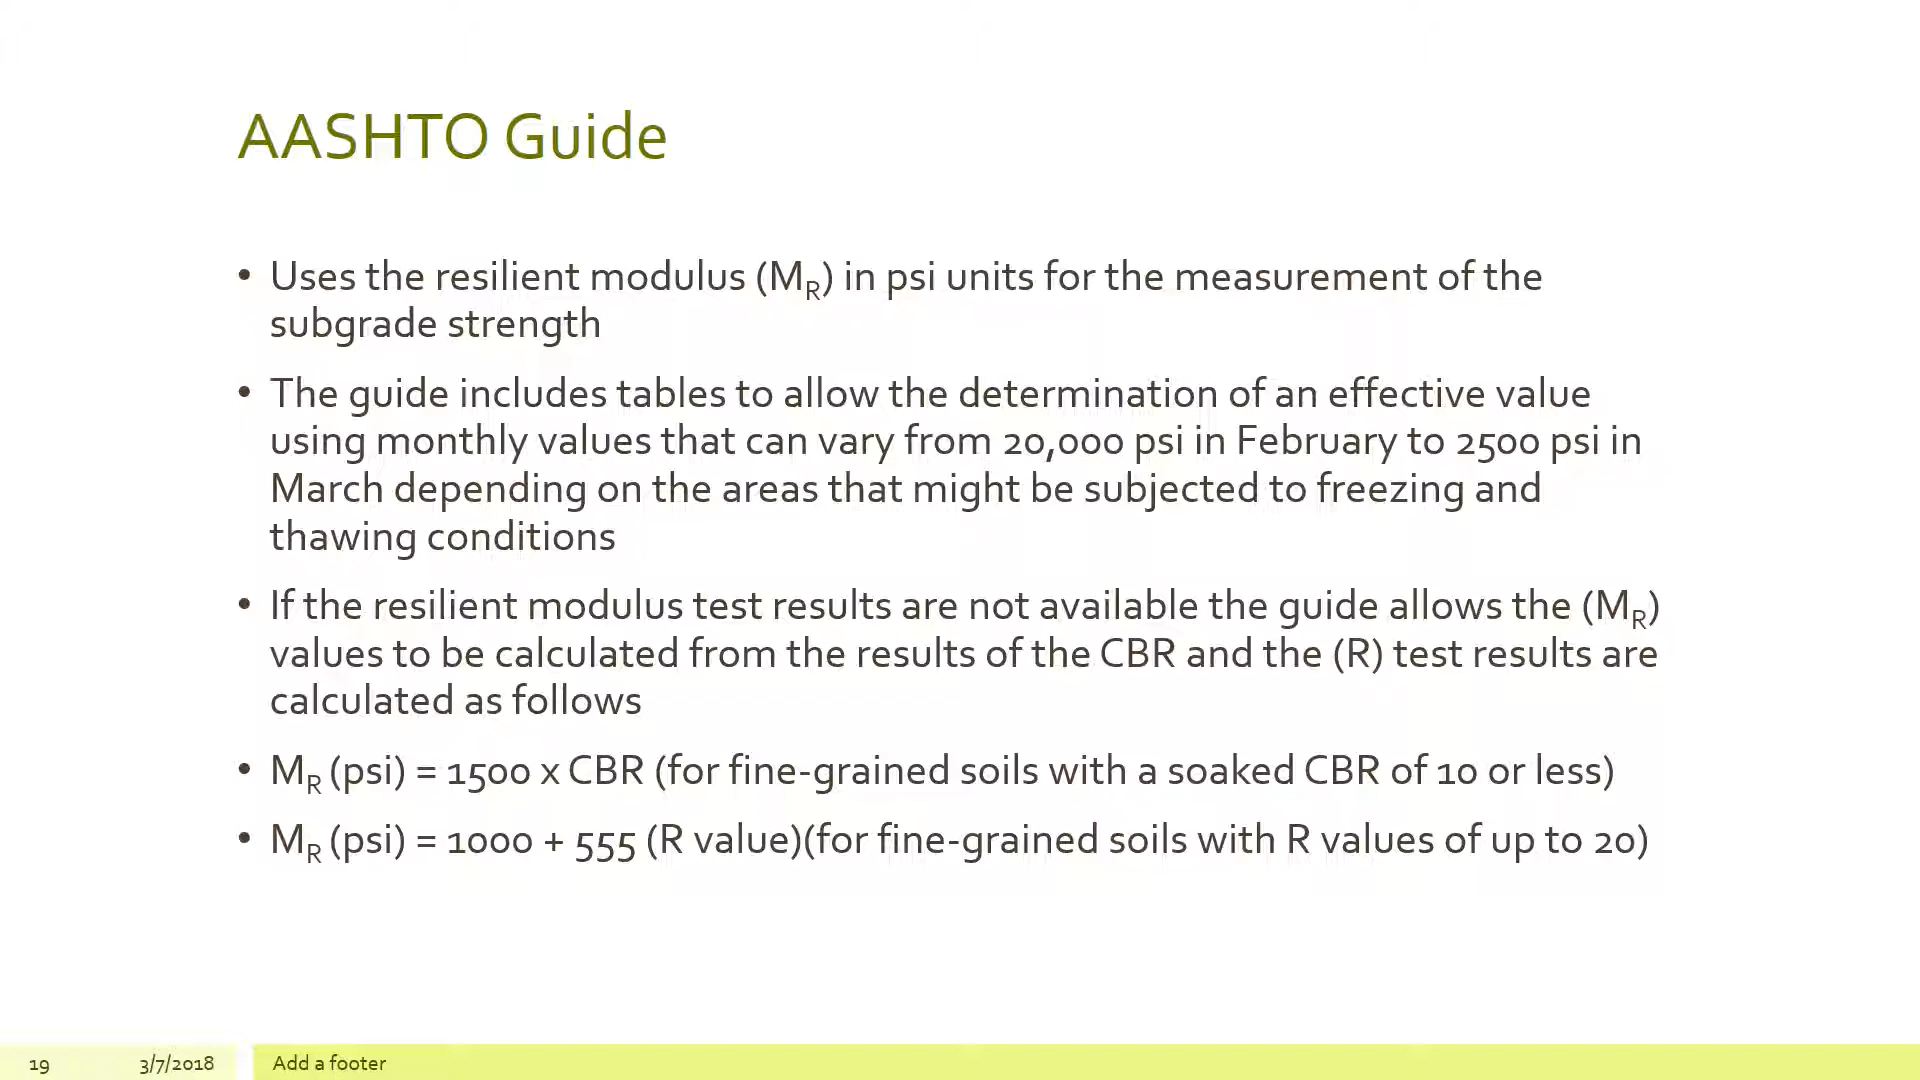 AASHTO Guide
• Uses the resilient modulus (MR) in psi units for the measurement of the
subgrade strength
• The guide includes tables to allow the determination of an effective value
using monthly values that can vary from 20,000 psi in February to 2500 psi in
March depending on the areas that might be subjected to freezing and
thawing conditions
• If the resilient modulus test results are not available the guide allows the (MR)
values to be calculated from the results of the CBR and the (R) test results are
calculated as follows
• MR (psi) = 1500 x CBR (for fine-grained soils with a soaked CBR of 10 or less)
• MR (psi) = 1000 + 555 (R value)(for fine-grained soils with R values of up to 20)
19 3/7/2018 Add a footer